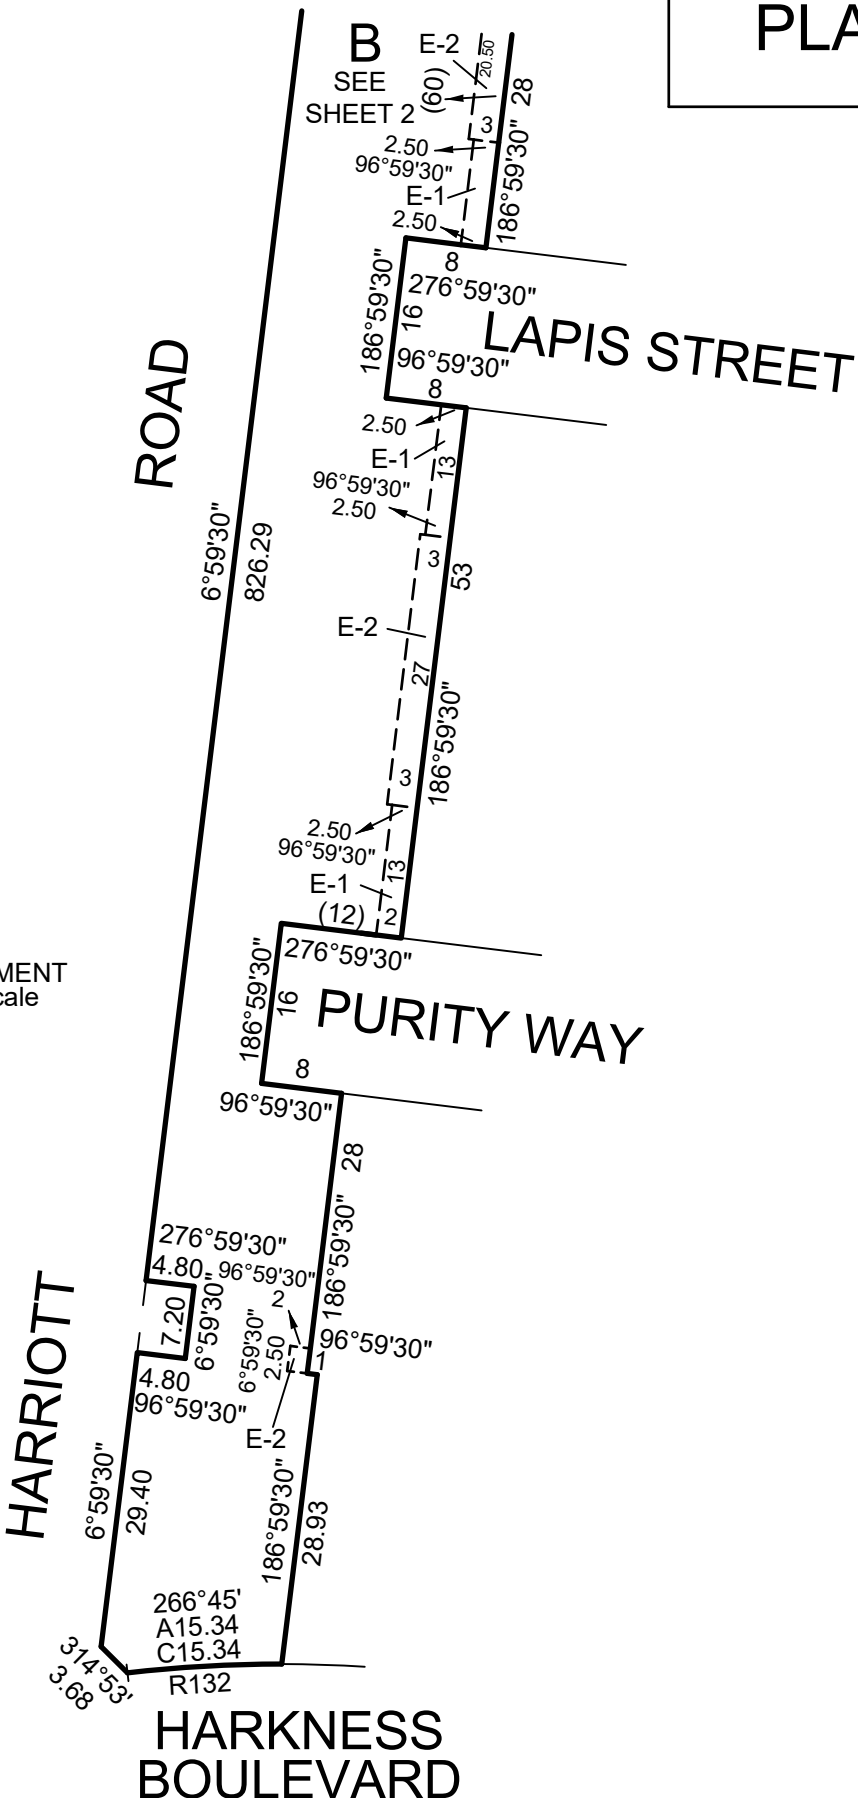 PLA
B
SEE
SHEET 2
E-2
20.50
(60)
28
3
2.50
96°59'30"
186°59'30"
E-1
2.50
8
276°59'30"
186°59'30"
16
LAPIS STREET
96°59'30"
8
2.50
E-1
13
96°59'30"
2.50
3
53
ROAD
6°59'30"
826.29
E-2
27
186°59'30"
3
2.50
96°59'30"
13
E-1
(12)
2
276°59'30"
186°59'30"
16
PURITY WAY
MENT
cale
8
96°59'30"
28
186°59'30"
276°59'30"
4.80
96°59'30"
2
7.20
6°59'30"
6°59'30"
2.50
96°59'30"
1
4.80
96°59'30"
E-2
HARRIOTT
6°59'30"
29.40
186°59'30"
28.93
266°45'
A15.34
C15.34
R132
314°53'
3.68
HARKNESS
BOULEVARD